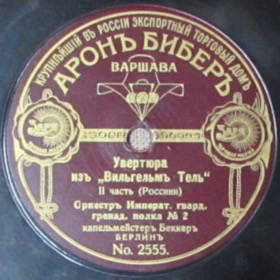 КРУПНѢЙШІЙ ВЪ РОССІИ ЭКСПОРТНЫЙ ТОРГОВЫЙ ДОМЪ
АРОНЪ БИБЕРЪ
ВАРШАВА
Увертюра
изъ „Вильгельмъ Тель“
II часть (Россини)
Оркестръ Императ. гвард.
гренад. полка № 2
капельмейстеръ Беккеръ
БЕРЛИНЪ
No. 2555.